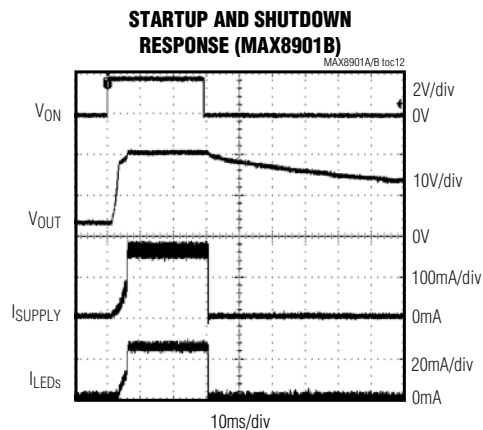 STARTUP AND SHUTDOWN
RESPONSE (MAX8901B)
MAX8901A/B toc12
VON
2V/div
0V
VOUT
10V/div
0V
ISUPPLY
100mA/div
0mA
ILEDs
20mA/div
0mA
10ms/div